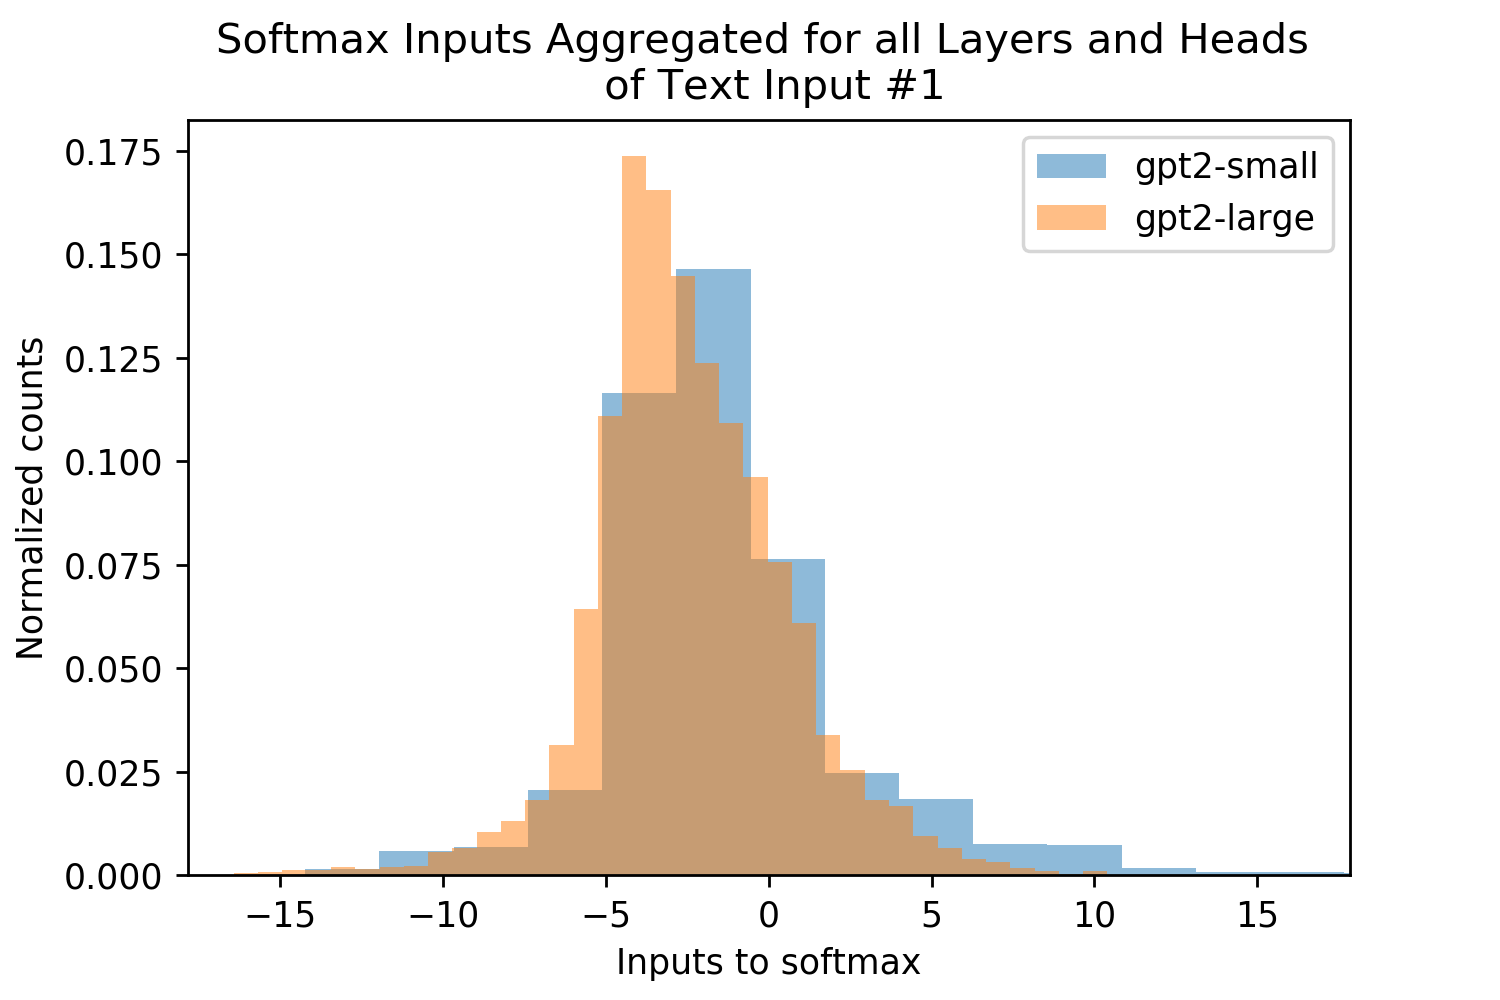 Softmax Inputs Aggregated for all Layers and Heads
of Text Input #1
gpt2-small
gpt2-large
0.175
0.150
0.125
0.100
0.075
0.050
0.025
0.000
Normalized counts
−15
−10
−5
0
5
10
15
Inputs to softmax